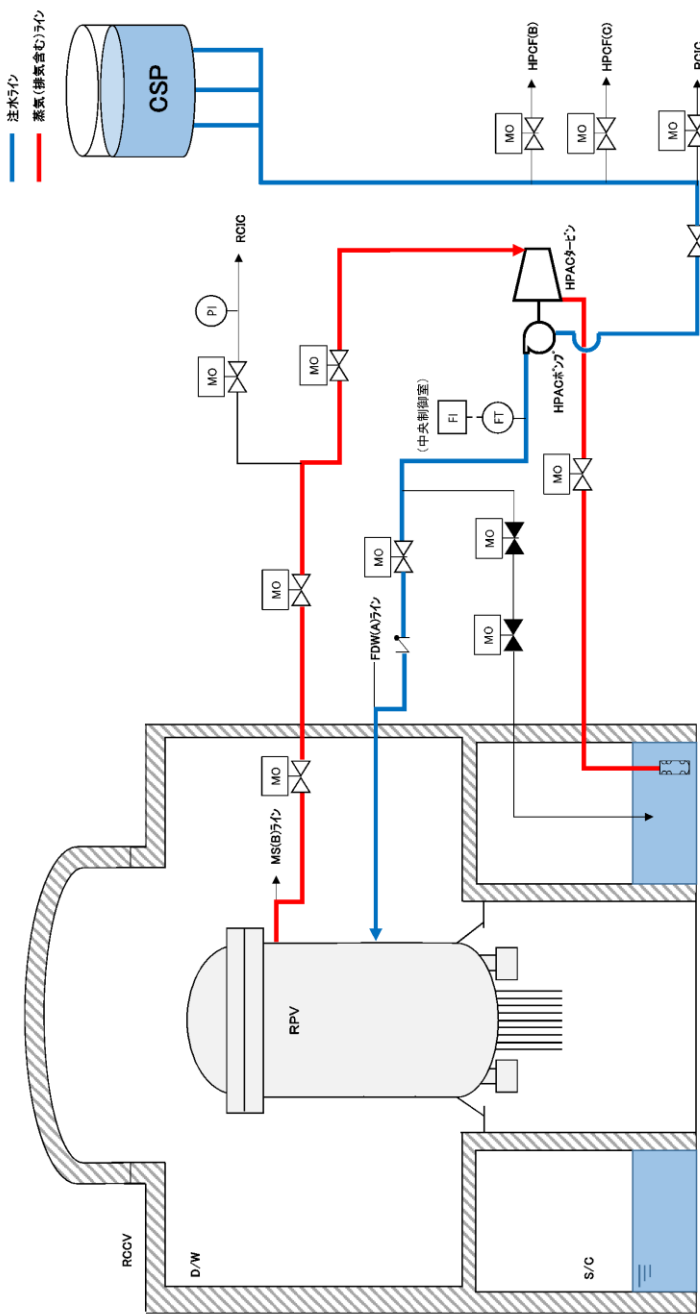 注水ライン
蒸気(排気含む)ライン
CSP
HPCF(B)
MO
HPCF(C)
MO
RCIC
MO
RCIC
PI
MO
MO
HPACタービン
HPACポンプ
(中央制御室)
FI
FT
MO
MO
MO
MO
MO
FDW(A)ライン
MO
MS(B)ライン
RPV
RCCV
D/W
S/C